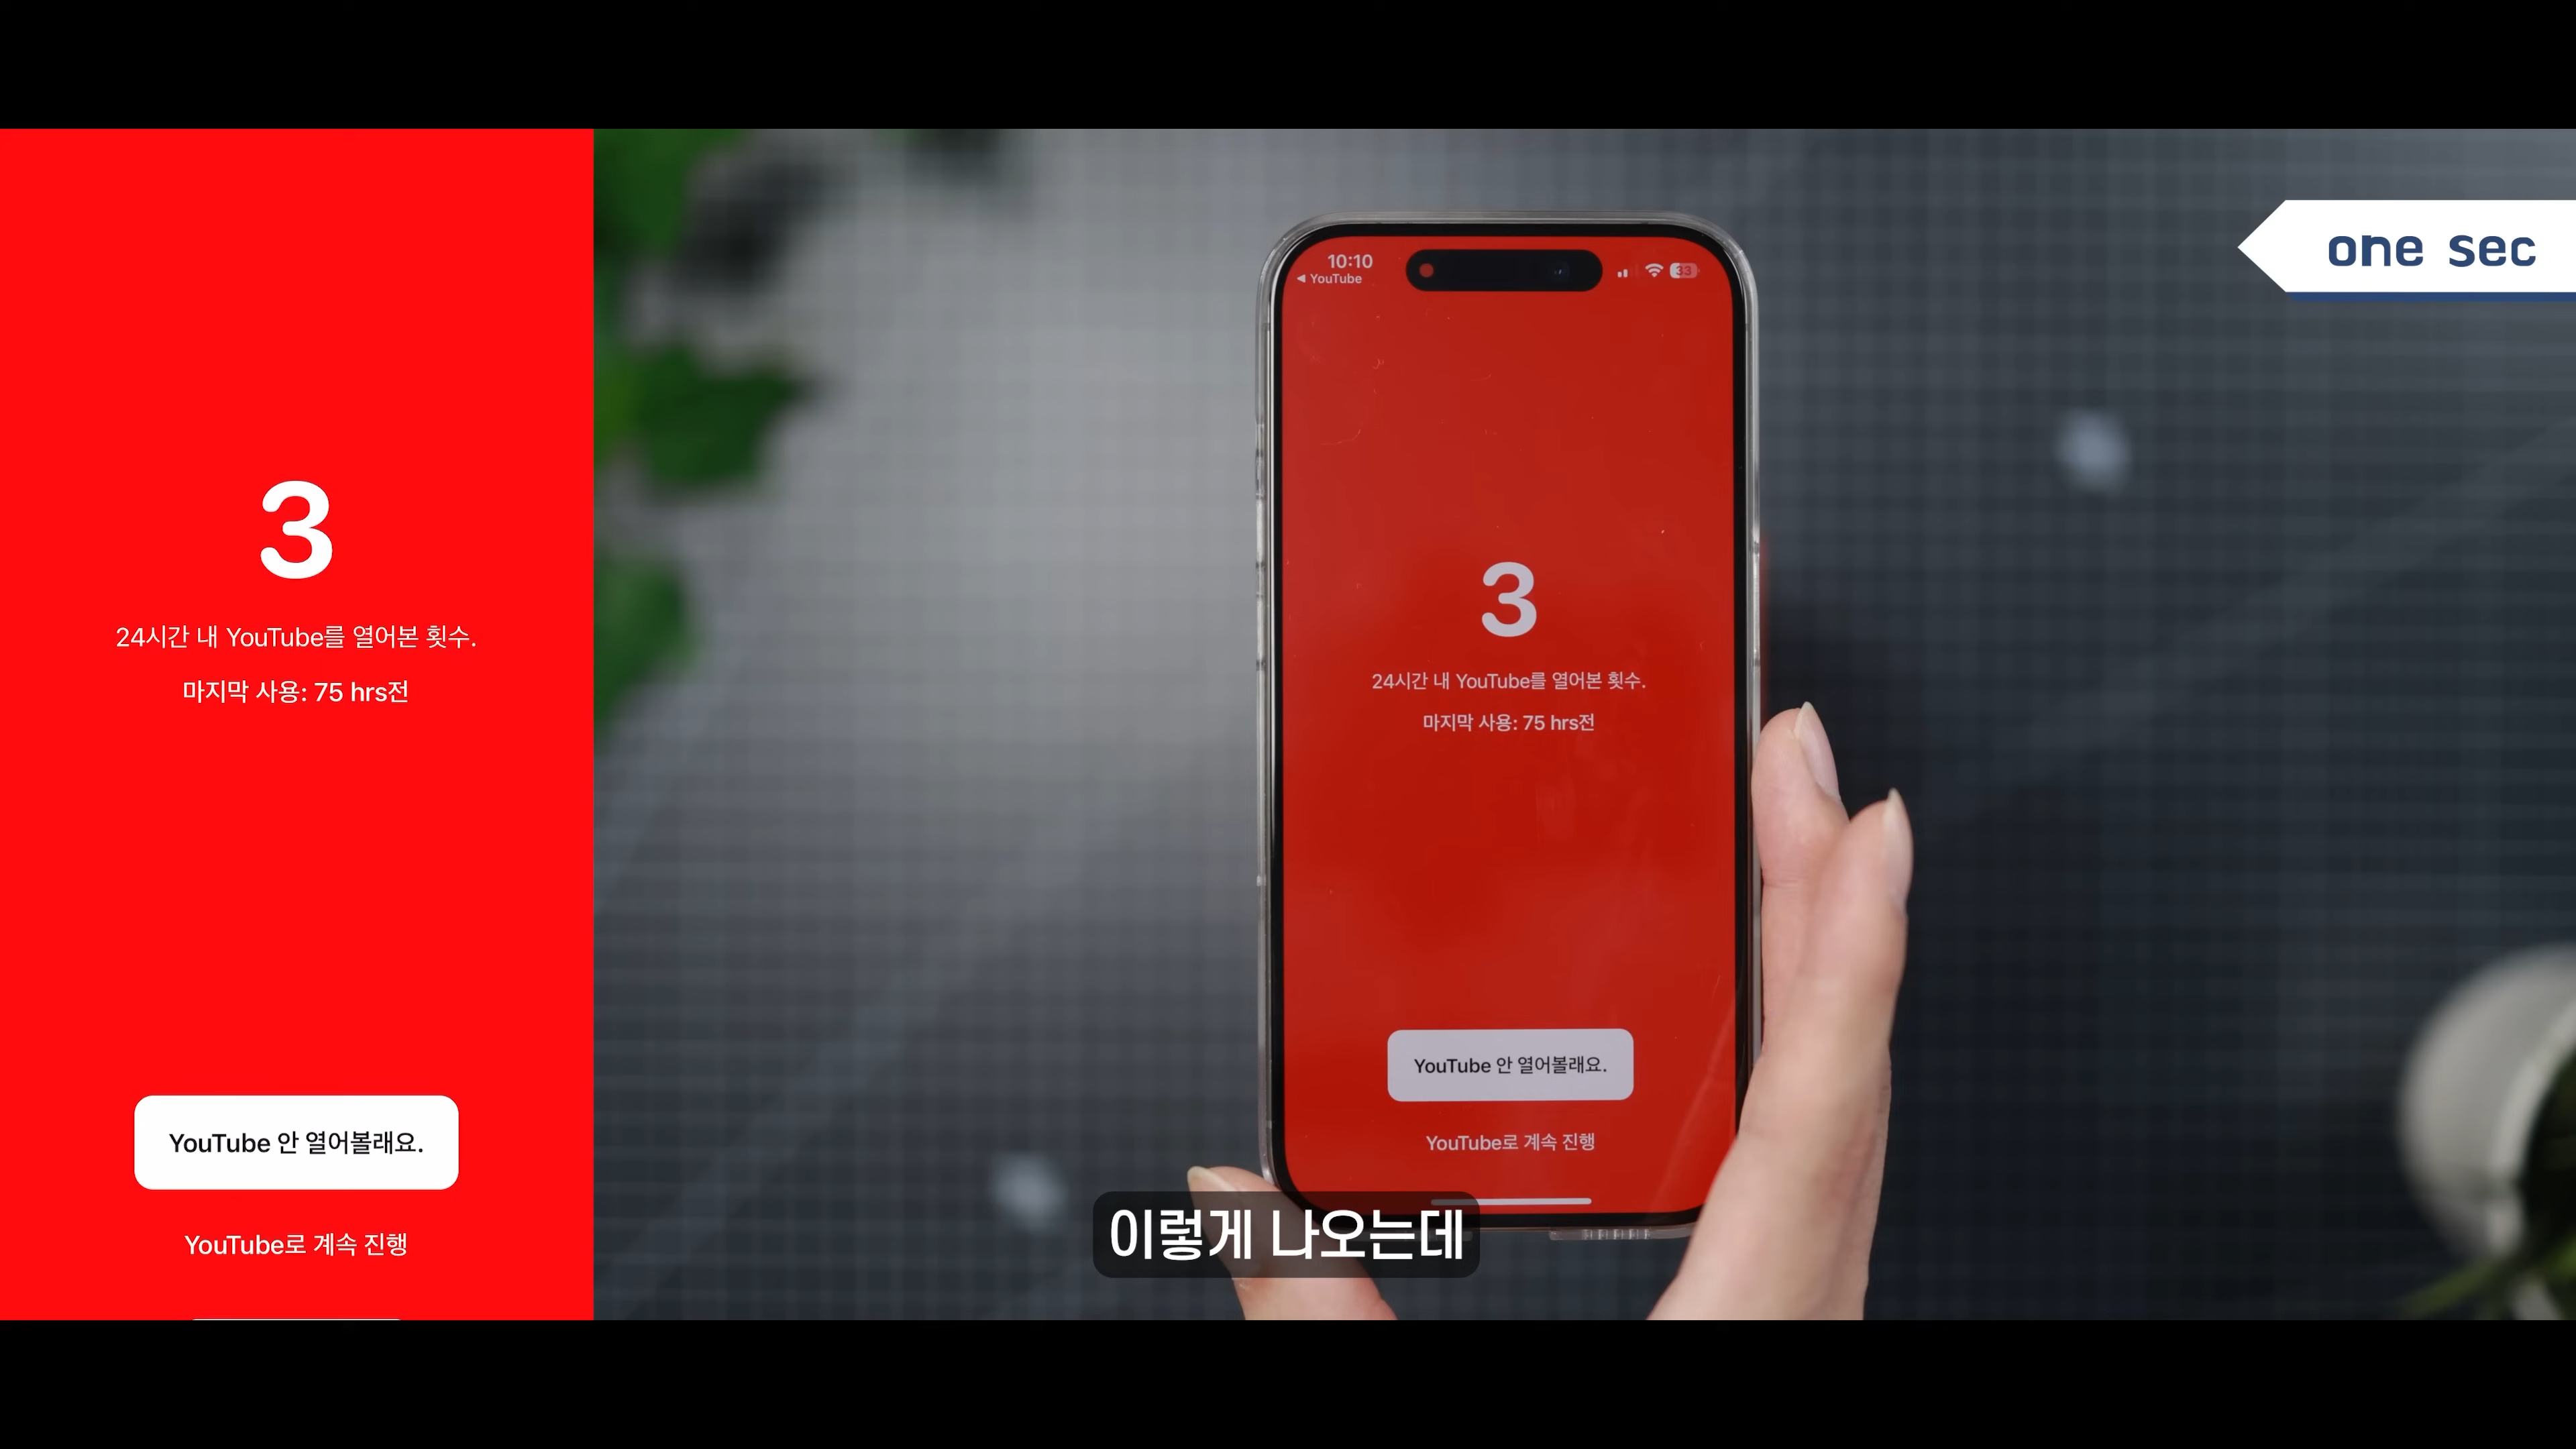 3
24시간 내 YouTube를 열어본 횟수.
마지막 사용: 75 hrs전
YouTube 안 열어볼래요.
YouTube로 계속 진행
10:10
◀ YouTube
33
3
24시간 내 YouTube를 열어본 횟수.
마지막 사용: 75 hrs전
YouTube 안 열어볼래요.
YouTube로 계속 진행
one sec
이렇게 나오는데